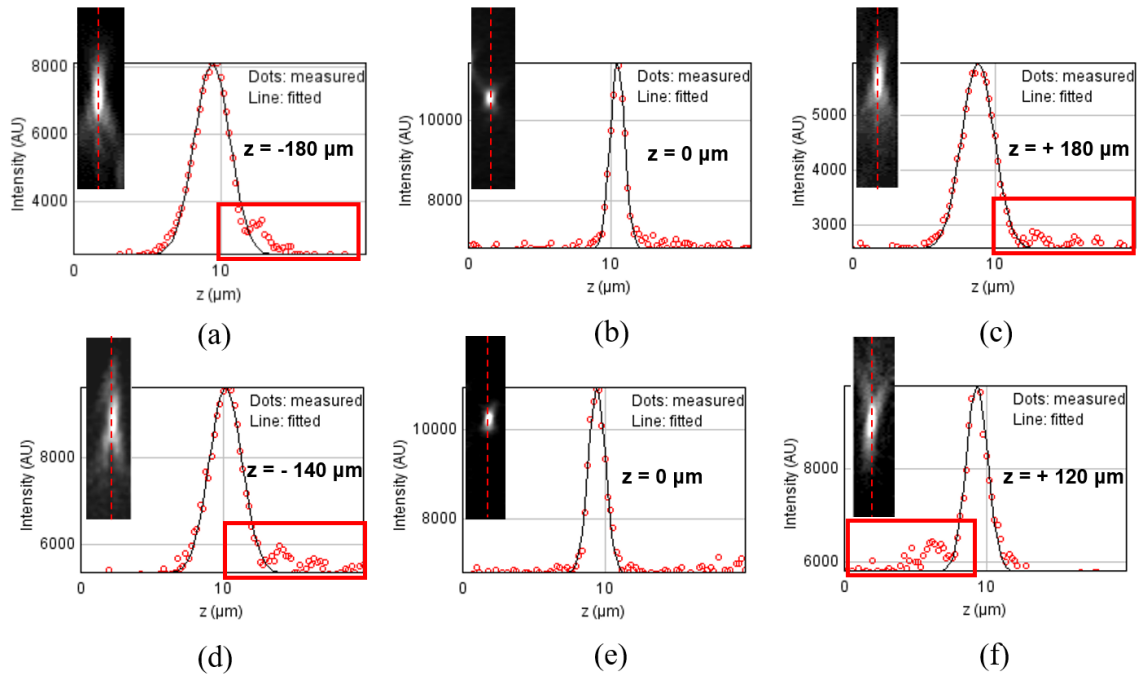 8000
6000
4000
Intensity (AU)
Dots: measured
Line: fitted
z = -180 µm
0
10
z (µm)
(a)
10000
8000
Intensity (AU)
Dots: measured
Line: fitted
z = 0 µm
0
10
z (µm)
(b)
5000
4000
3000
Intensity (AU)
Dots: measured
Line: fitted
z = + 180 µm
0
10
z (µm)
(c)
8000
6000
Intensity (AU)
Dots: measured
Line: fitted
z = - 140 µm
0
10
z (µm)
(d)
10000
8000
Intensity (AU)
Dots: measured
Line: fitted
z = 0 µm
0
10
z (µm)
(e)
8000
6000
Intensity (AU)
Dots: measured
Line: fitted
z = + 120 µm
0
10
z (µm)
(f)